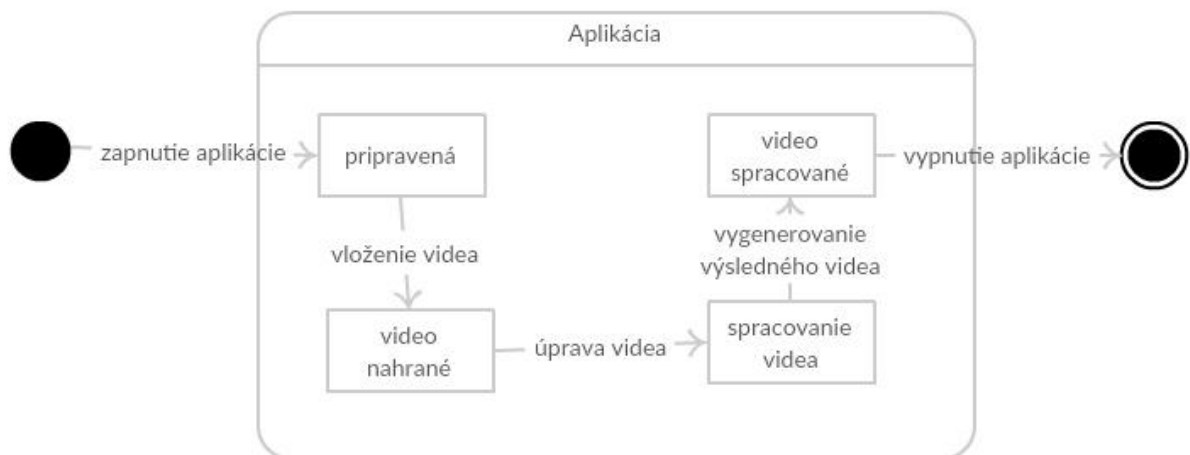 Aplikácia
zapnutie aplikácie
pripravená
vloženie videa
video
nahrané
úprava videa
spracovanie
videa
vygenerovanie
výsledného videa
video
spracované
vypnutie aplikácie